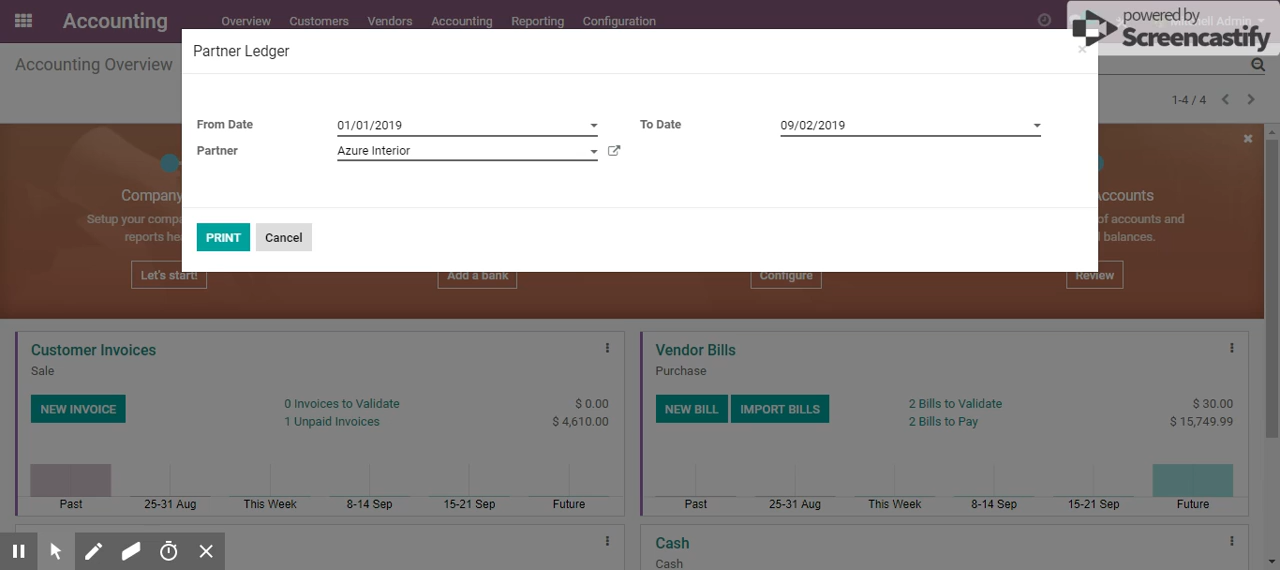 Accounting Overview Customers Vendors Accounting Reporting Configuration Mitchell Admin
powered by
Screencastify
Accounting Overview
Partner Ledger
×
1-4 / 4
From Date 01/01/2019 To Date 09/02/2019
Partner Azure Interior
Company
Setup your compa
reports he
Accounts
of accounts and
balances.
PRINT Cancel
Let's start! Add a bank Configure Review
Customer Invoices
Sale
NEW INVOICE
0 Invoices to Validate $ 0.00
1 Unpaid Invoices $ 4,610.00
Past 25-31 Aug This Week 8-14 Sep 15-21 Sep Future
Vendor Bills
Purchase
NEW BILL IMPORT BILLS
2 Bills to Validate $ 30.00
2 Bills to Pay $ 15,749.99
Past 25-31 Aug This Week 8-14 Sep 15-21 Sep Future
Cash
Cash